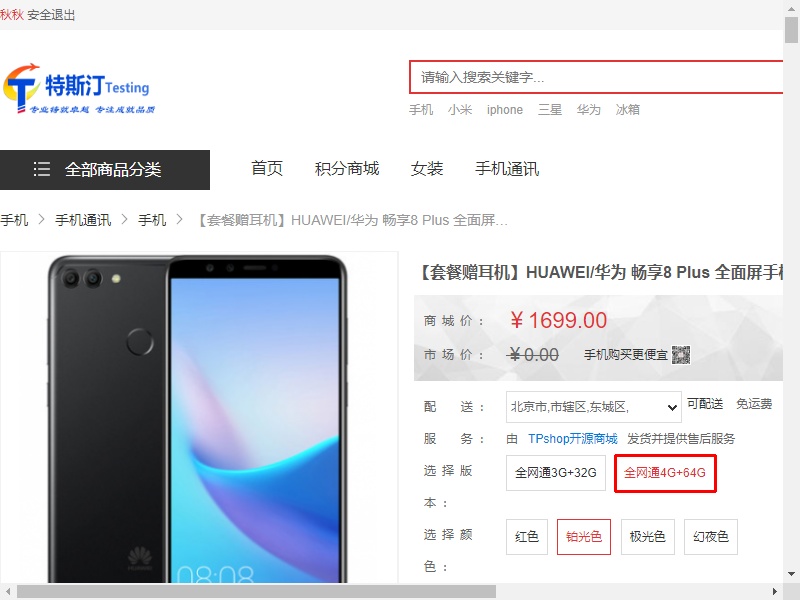 秋秋 安全退出
特斯汀Testing
专业铸就卓越 专注成就品质
请输入搜索关键字...
手机 小米 iphone 三星 华为 冰箱
全部商品分类 首页 积分商城 女装 手机通讯
手机 > 手机通讯 > 手机 > 【套餐赠耳机】HUAWEI/华为 畅享8 Plus 全面屏…
【套餐赠耳机】HUAWEI/华为 畅享8 Plus 全面屏手
商城价： ¥ 1699.00
市场价： ¥ 0.00 手机购买更便宜
配 送： 北京市,市辖区,东城区, 可配送 免运费
服 务： 由 TPshop开源商城 发货并提供售后服务
选择版 全网通3G+32G 全网通4G+64G
本：
选择颜 红色 铂光色 极光色 幻夜色
色：
HUAWEI
08:08